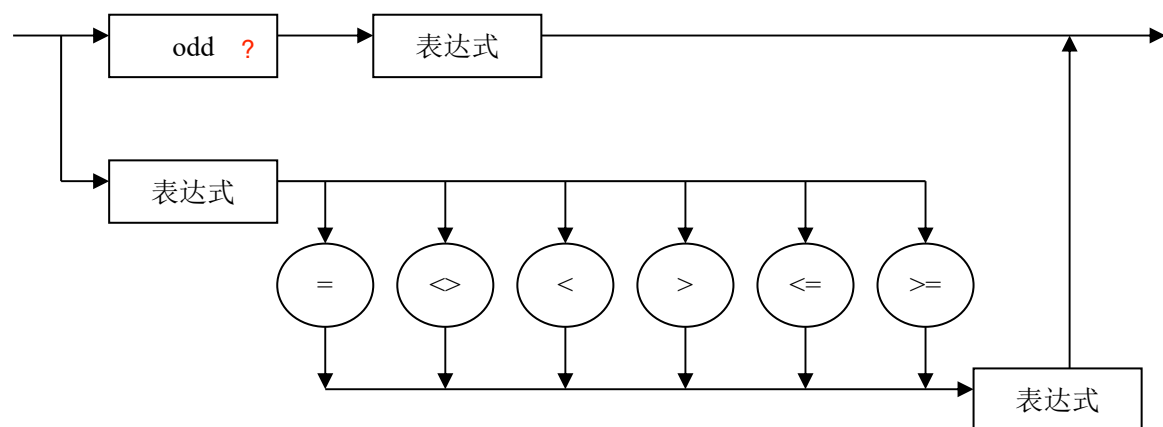 odd ? 表达式
表达式
= <> < > <= >=
表达式